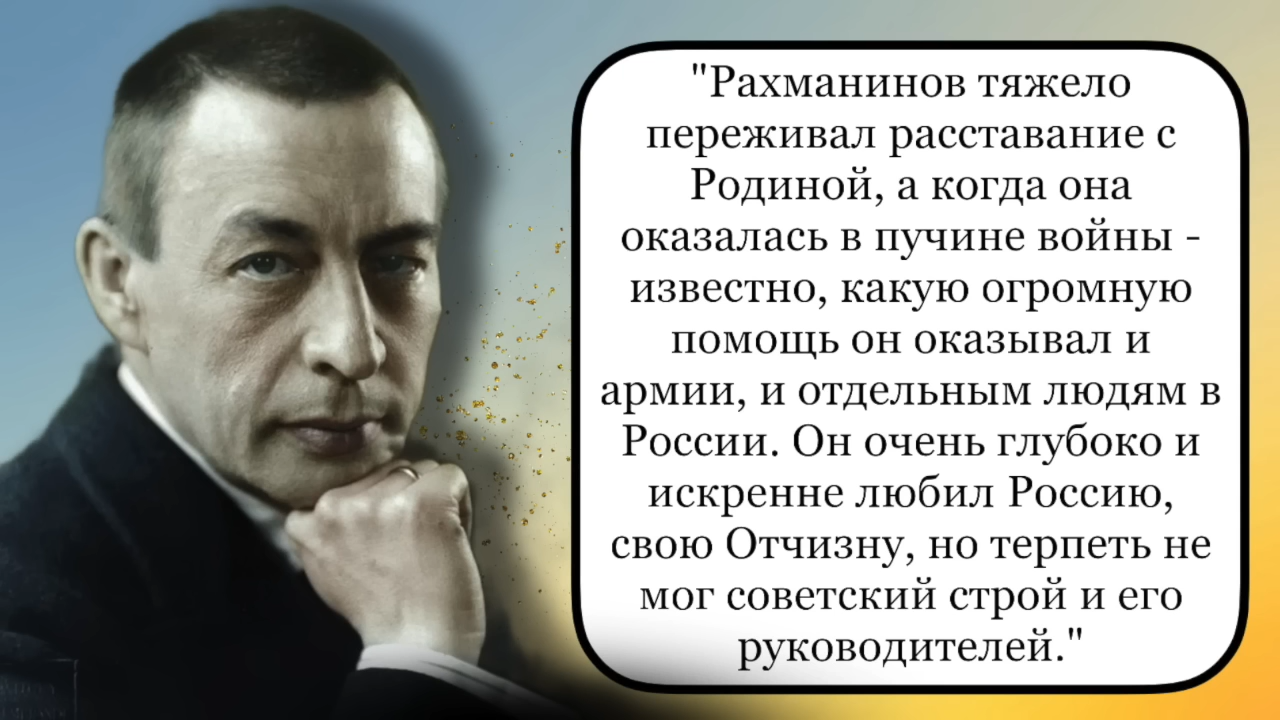 "Рахманинов тяжело
переживал расставание с
Родиной, а когда она
оказалась в пучине войны -
известно, какую огромную
помощь он оказывал и
армии, и отдельным людям в
России. Он очень глубоко и
искренне любил Россию,
свою Отчизну, но терпеть не
мог советский строй и его
руководителей."